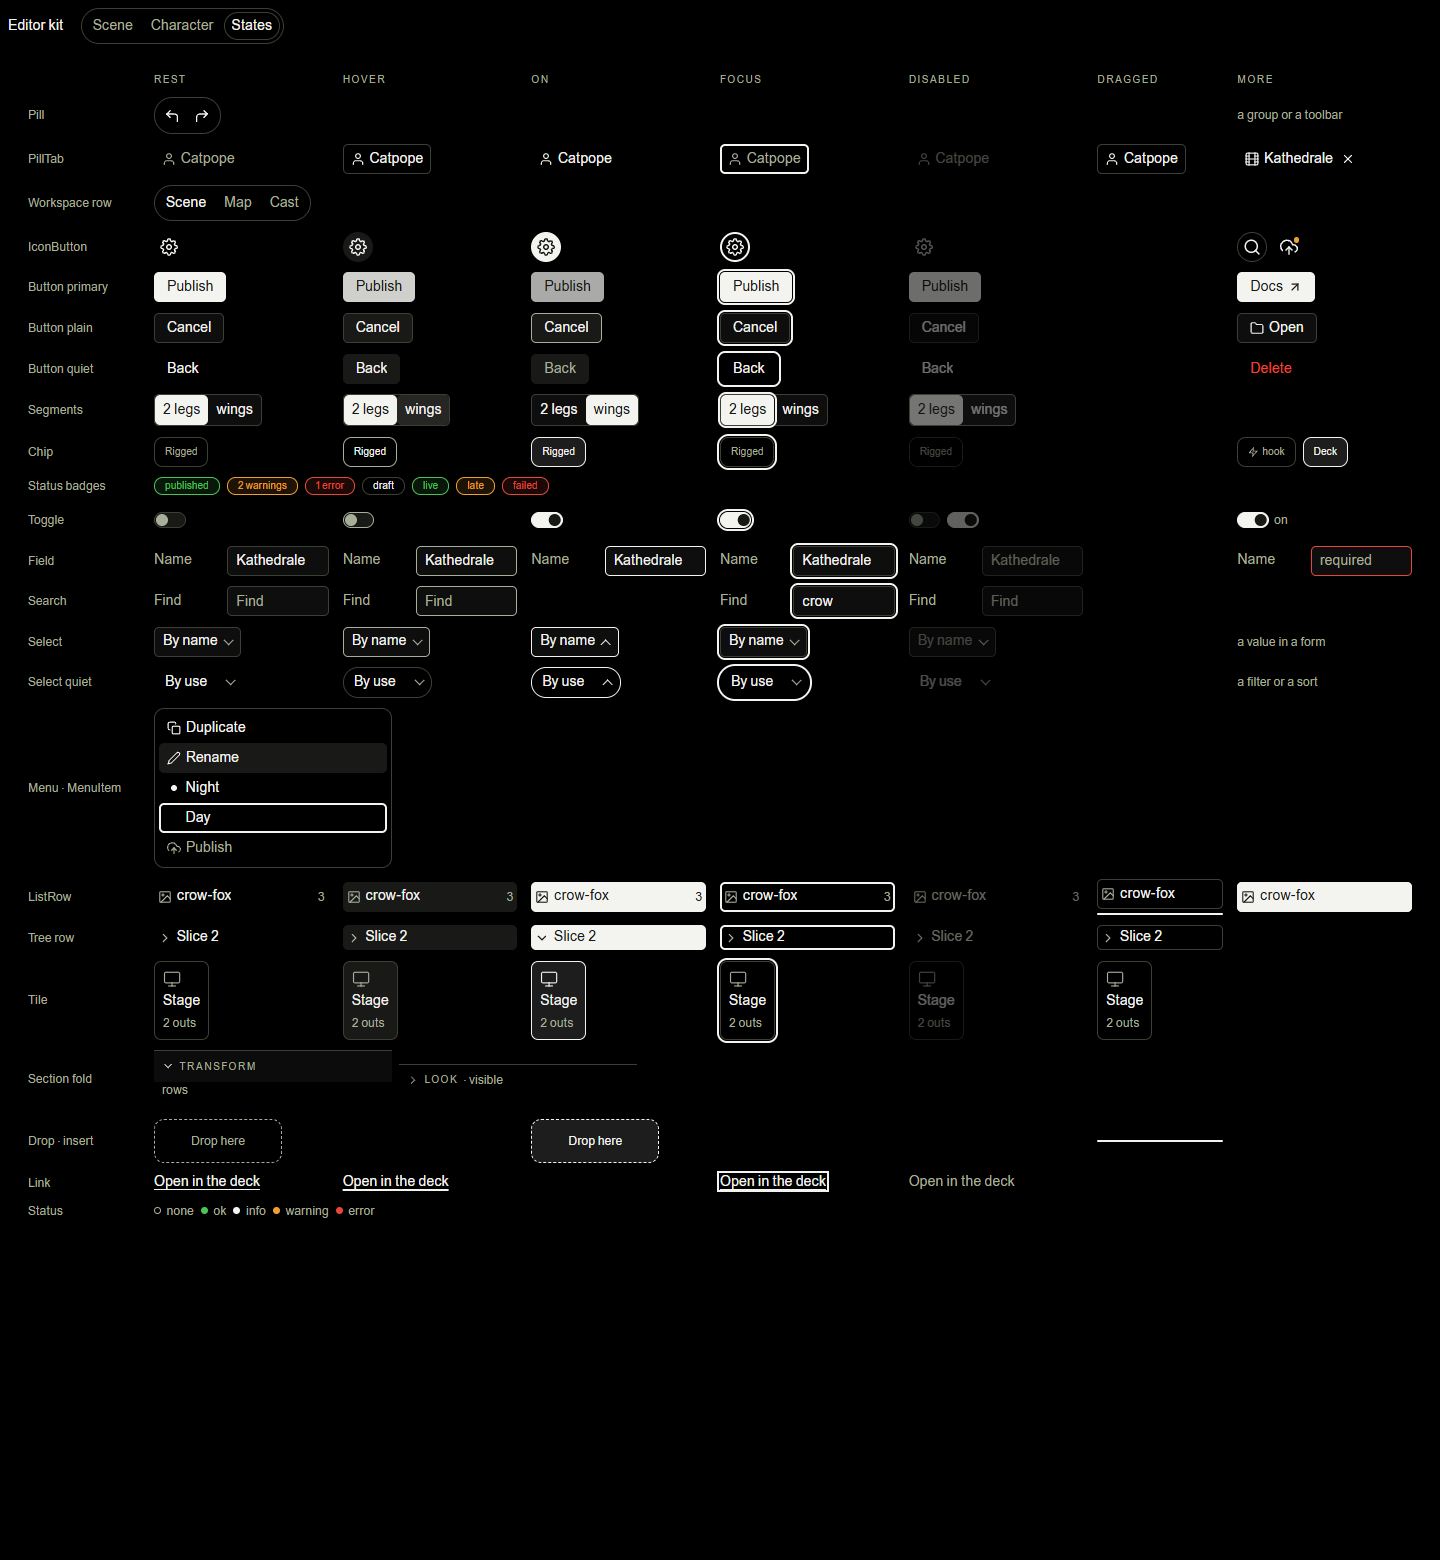 Editor kit Scene Character States
REST HOVER ON FOCUS DISABLED DRAGGED MORE
Pill a group or a toolbar
PillTab Catpope Catpope Catpope Catpope Catpope Catpope Kathedrale
Workspace row Scene Map Cast
IconButton
Button primary Publish Publish Publish Publish Publish Docs
Button plain Cancel Cancel Cancel Cancel Cancel Open
Button quiet Back Back Back Back Back Delete
Segments 2 legs wings 2 legs wings 2 legs wings 2 legs wings 2 legs wings
Chip Rigged Rigged Rigged Rigged Rigged hook Deck
Status badges published 2 warnings 1 error draft live late failed
Toggle on
Field Name Kathedrale Name Kathedrale Name Kathedrale Name Kathedrale Name Kathedrale Name required
Search Find Find Find Find Find crow Find Find
Select By name By name By name By name By name a value in a form
Select quiet By use By use By use By use By use a filter or a sort
Duplicate
Rename
Menu · MenuItem Night
Day
Publish
ListRow crow-fox 3 crow-fox 3 crow-fox 3 crow-fox 3 crow-fox 3 crow-fox crow-fox
Tree row Slice 2 Slice 2 Slice 2 Slice 2 Slice 2 Slice 2
Tile Stage Stage Stage Stage Stage Stage
2 outs 2 outs 2 outs 2 outs 2 outs 2 outs
TRANSFORM
Section fold LOOK · visible
rows
Drop · insert Drop here Drop here
Link Open in the deck Open in the deck Open in the deck Open in the deck
Status none ok info warning error